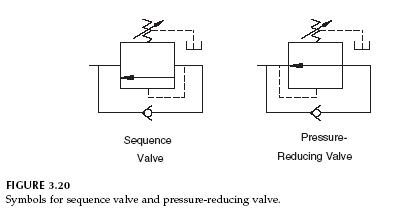 Sequence
Valve
Pressure-
Reducing Valve
FIGURE 3.20
Symbols for sequence valve and pressure-reducing valve.